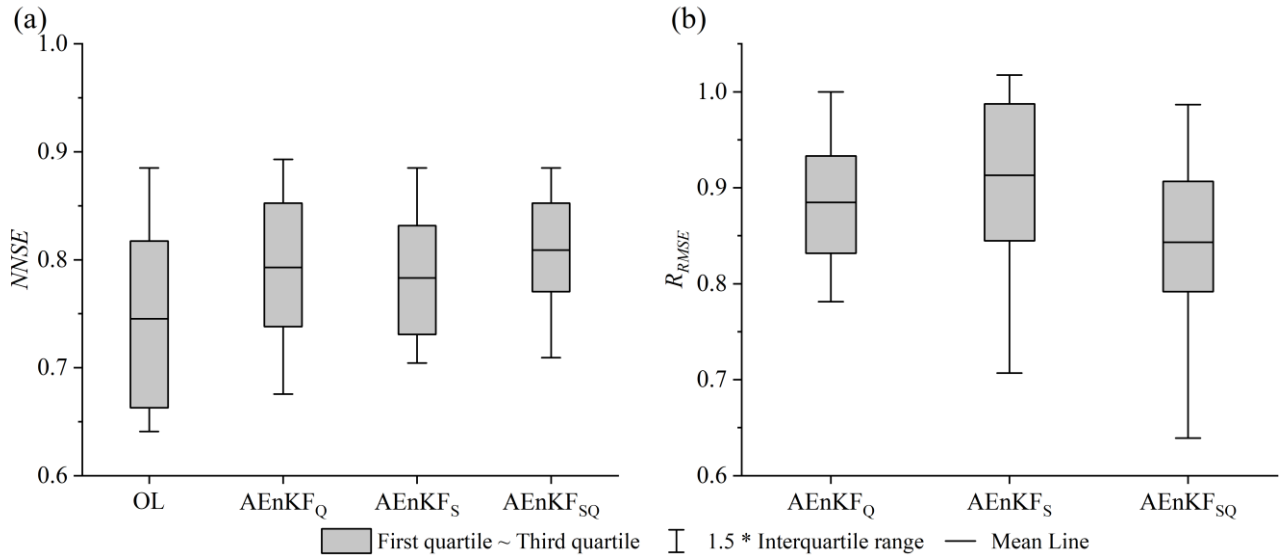 (a)
1.0
0.9
0.8
0.7
0.6
NNSE
OL
AEnKF_Q
AEnKF_S
AEnKF_SQ
(b)
1.0
0.9
0.8
0.7
0.6
R_RMSE
AEnKF_Q
AEnKF_S
AEnKF_SQ
First quartile ~ Third quartile
1.5 * Interquartile range
Mean Line